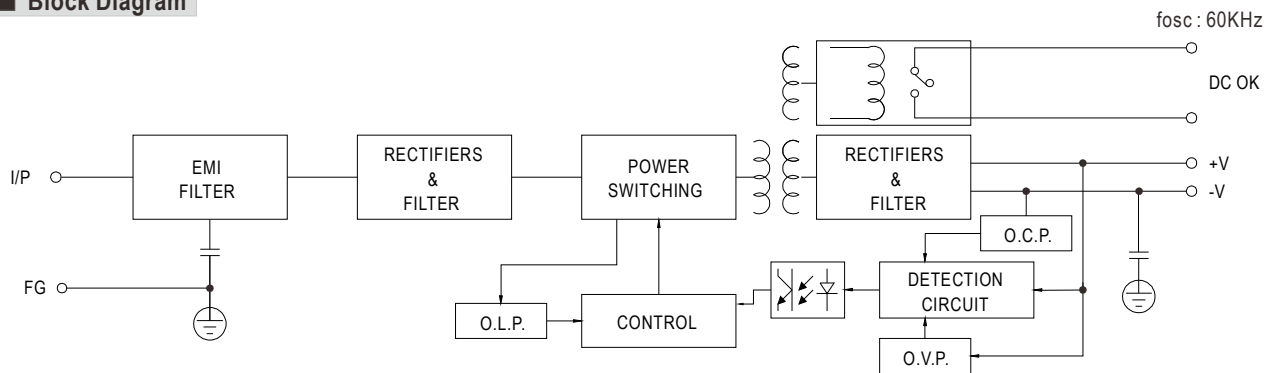 Block Diagram
fosc : 60KHz
DC OK
I/P
EMI
FILTER
RECTIFIERS
&
FILTER
POWER
SWITCHING
RECTIFIERS
&
FILTER
+V
-V
O.C.P.
FG
O.L.P.
CONTROL
DETECTION
CIRCUIT
O.V.P.